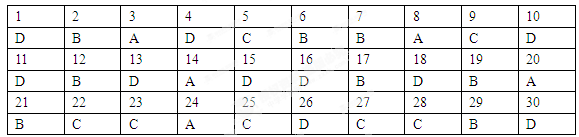 1 2 3 4 5 6 7 8 9 10
D B A D C B B A C D
11 12 13 14 15 16 17 18 19 20
D B D A D D B D B A
21 22 23 24 25 26 27 28 29 30
B C C A C D C C B D